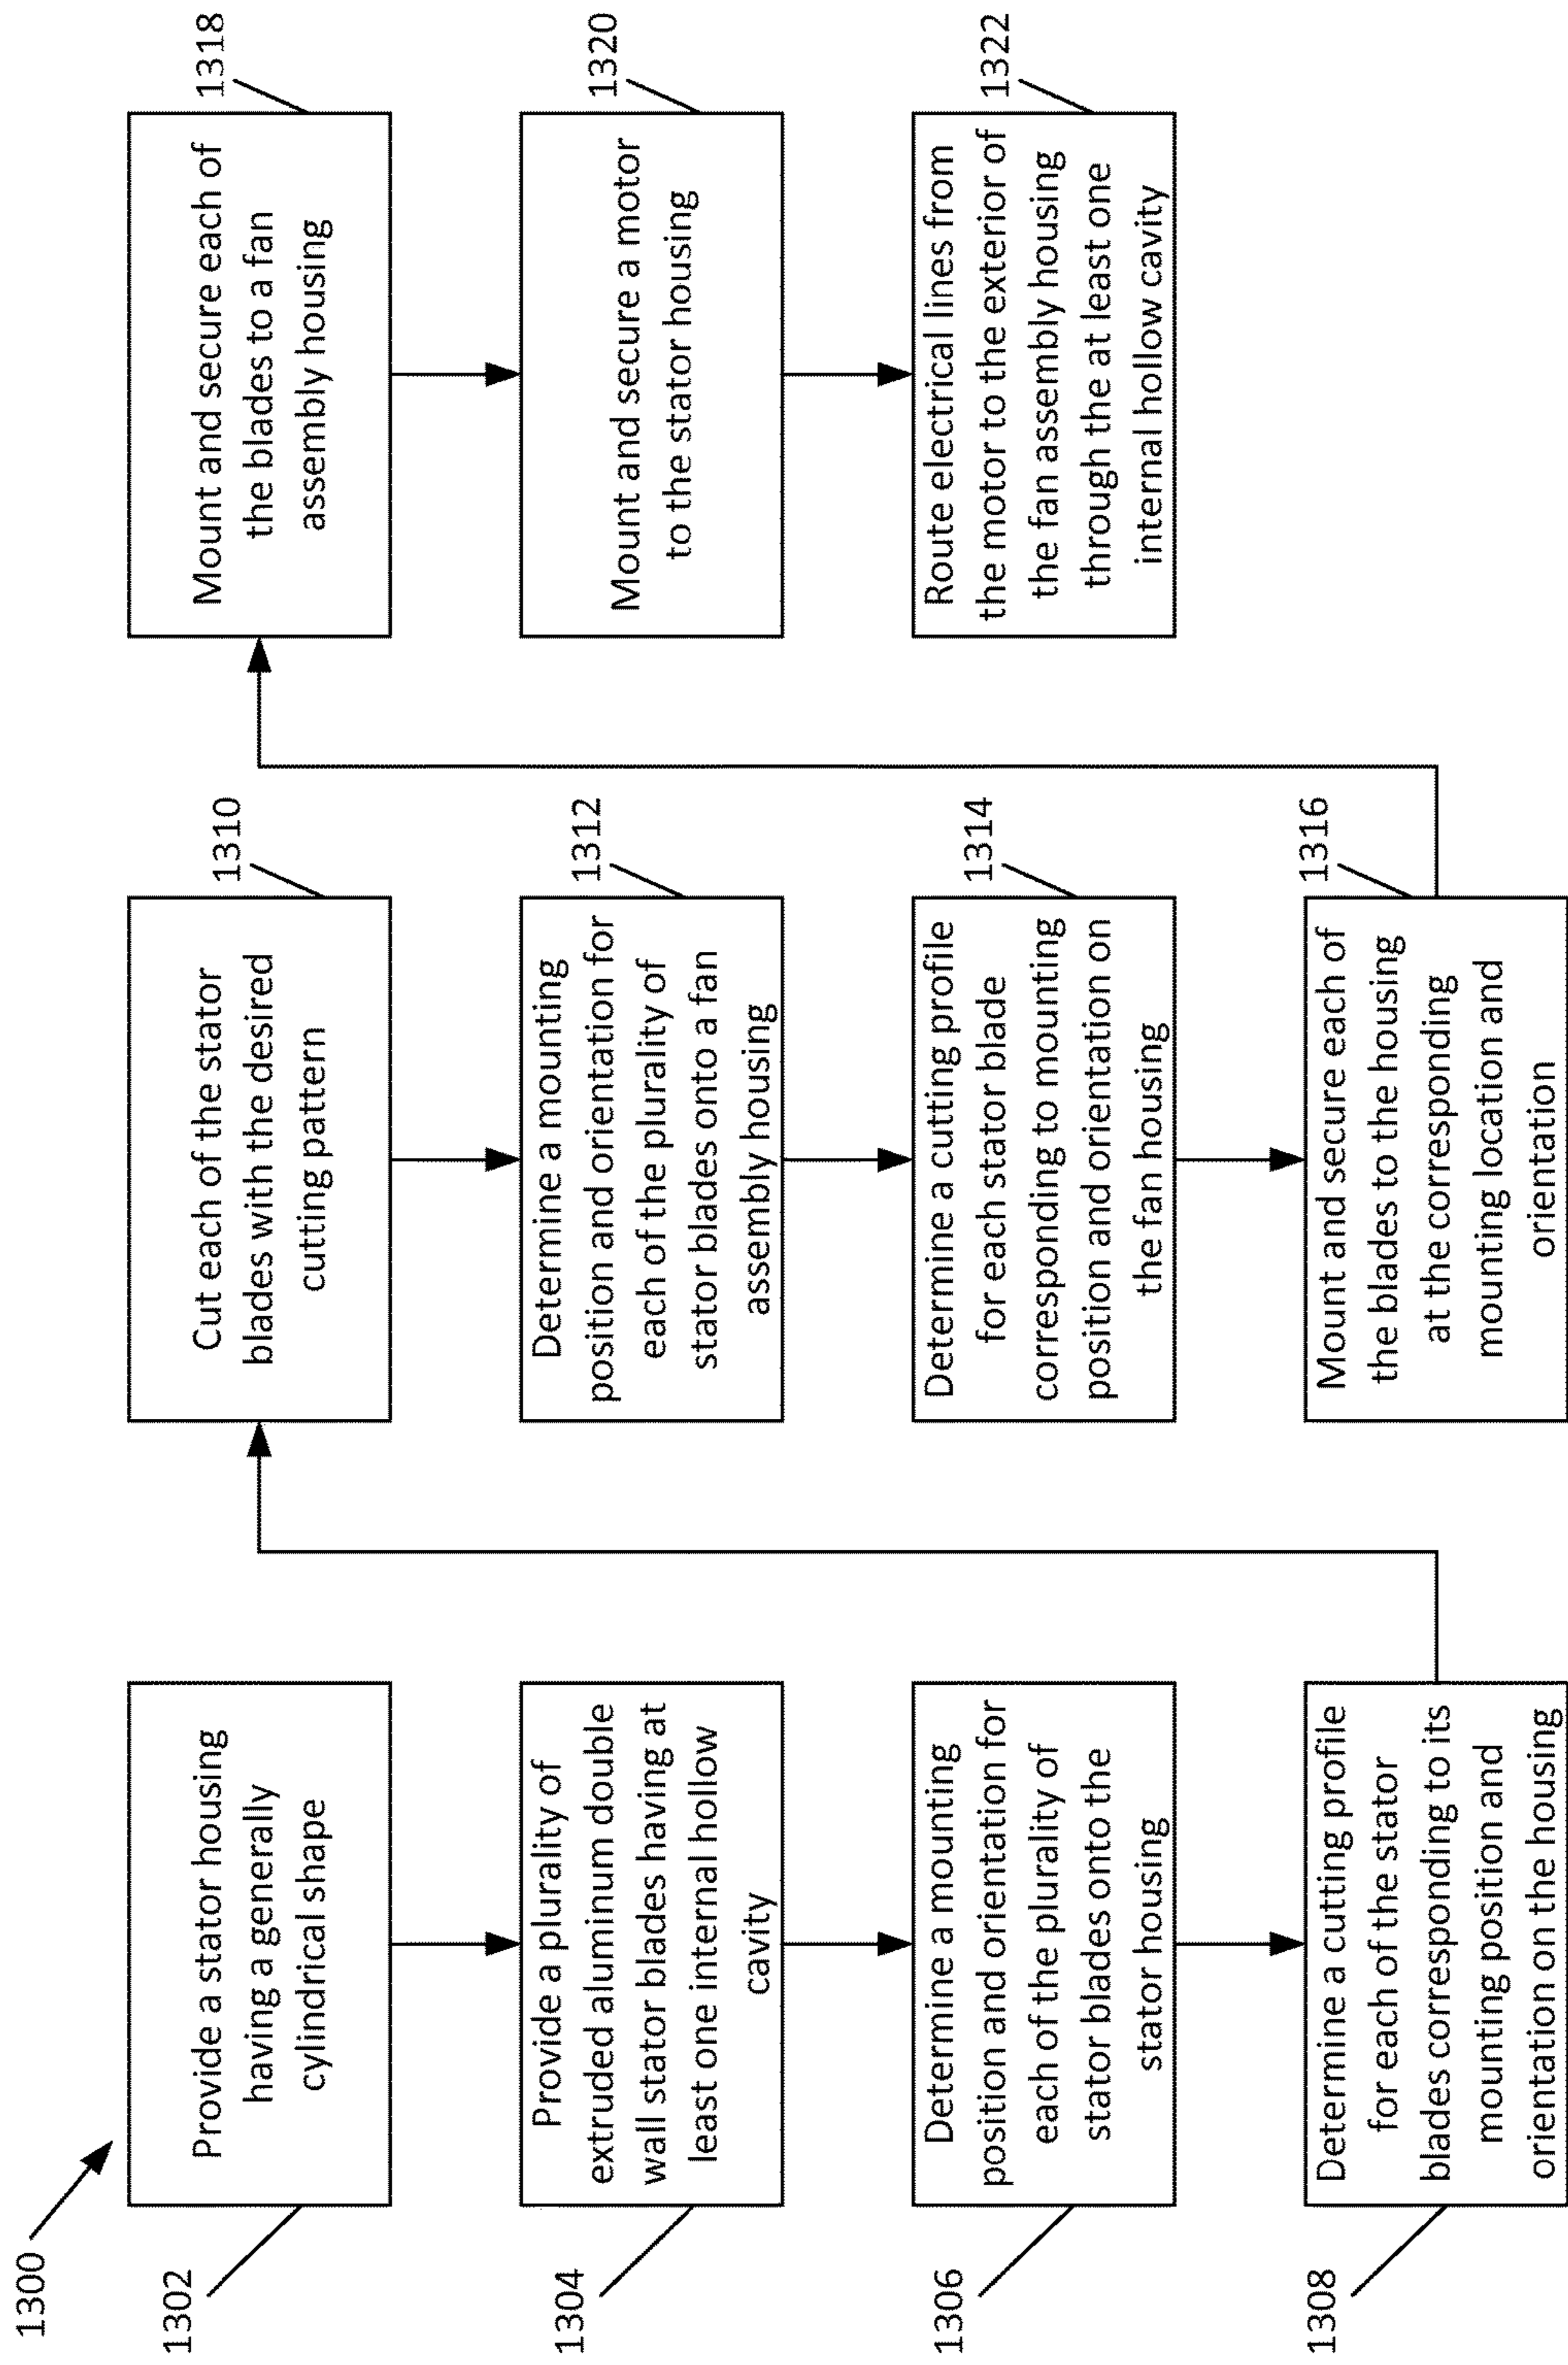 1300
1302
Provide a stator housing
having a generally
cylindrical shape
1304
Provide a plurality of
extruded aluminum double
wall stator blades having at
least one internal hollow
cavity
1306
Determine a mounting
position and orientation for
each of the plurality of
stator blades onto the
stator housing
1308
Determine a cutting profile
for each of the stator
blades corresponding to its
mounting position and
orientation on the housing
1310
Cut each of the stator
blades with the desired
cutting pattern
1312
Determine a mounting
position and orientation for
each of the plurality of
stator blades onto a fan
assembly housing
1314
Determine a cutting profile
for each stator blade
corresponding to mounting
position and orientation on
the fan housing
1316
Mount and secure each of
the blades to the housing
at the corresponding
mounting location and
orientation
1318
Mount and secure each of
the blades to a fan
assembly housing
1320
Mount and secure a motor
to the stator housing
1322
Route electrical lines from
the motor to the exterior of
the fan assembly housing
through the at least one
internal hollow cavity